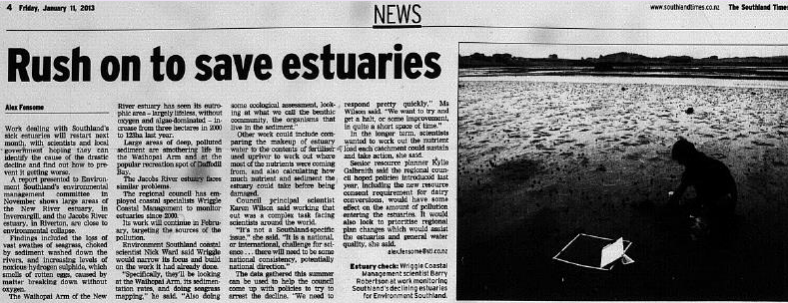 4 Friday, January 11, 2013
NEWS
www.southlandtimes.co.nz The Southland Times
Rush on to save estuaries
Alex Fensome
Work dealing with Southland's
sick estuaries will restart next
month, with scientists and local
government hoping they can
identify the cause of the drastic
decline and find out how to pre-
vent it getting worse.
A report presented to Environ-
ment Southland's environmental
management committee in
November shows large areas of
the New River estuary, in
Invercargill, and the Jacobs River
estuary, in Riverton, are close to
environmental collapse.
Findings included the loss of
vast swathes of seagrass, choked
by sediment washed down the
rivers, and increasing levels of
noxious hydrogen sulphide, which
smells of rotten eggs, caused by
matter breaking down without
oxygen.
The Waihopai Arm of the New
River estuary has seen its eutro-
phic area – largely lifeless, without
oxygen and algae-dominated – in-
crease from three hectares in 2000
to 123ha last year.
Large areas of deep, polluted
sediment are smothering life in
the Waihopai Arm and at the
popular recreation spot of Daffodil
Bay.
The Jacobs River estuary faces
similar problems.
The regional council has em-
ployed coastal specialists Wriggle
Coastal Management to monitor
estuaries since 2000.
Its work will continue in Febru-
ary, targeting the sources of the
pollution.
Environment Southland coastal
scientist Nick Ward said Wriggle
would narrow its focus and build
on the work it had already done.
"Specifically, they'll be looking
at the Waihopai Arm, its sedimen-
tation rates, and doing seagrass
mapping," he said. "Also doing
some ecological assessment, look-
ing at what we call the benthic
community, the organisms that
live in the sediment."
Other work could include com-
paring the makeup of estuary
water to the contents of fertiliser
used upriver to work out where
most of the nutrients were coming
from, and also calculating how
much nutrient and sediment the
estuary could take before being
damaged.
Council principal scientist
Karen Wilson said working that
out was a complex task facing
scientists around the world.
"It's not a Southland-specific
issue," she said. "It is a national,
or international, challenge for sci-
ence . . . there will need to be some
national consistency, potentially
national direction."
The data gathered this summer
can be used to help the council
come up with policies to try to
arrest the decline. "We need to
respond pretty quickly," Ms
Wilson said. "We want to try and
get a halt, or some improvement,
in quite a short space of time."
In the longer term, scientists
wanted to work out the nutrient
load each catchment could sustain
and take action, she said.
Senior resource planner Kylie
Galbraith said the regional coun-
cil hoped policies introduced last
year, including the new resource
consent requirement for dairy
conversions, would have some
effect on the amount of pollution
entering the estuaries. It would
also look to prioritise regional
plan changes which would assist
the estuaries and general water
quality, she said.
alex.fensome@stl.co.nz
Estuary check: Wriggle Coastal
Management scientist Barry
Robertson at work monitoring
Southland's declining estuaries
for Environment Southland.